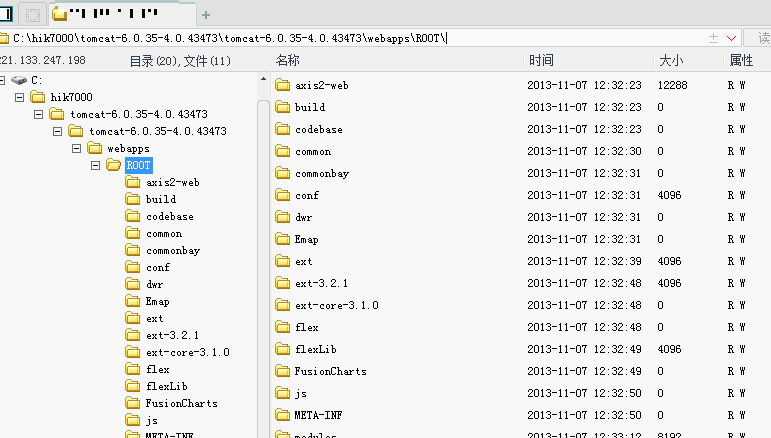 C:\hik7000\tomcat-6.0.35-4.0.43473\tomcat-6.0.35-4.0.43473\webapps\ROOT\
读
221.133.247.198 目录(20),文件(11) 名称 时间 大小 属性
C:
hik7000
tomcat-6.0.35-4.0.43473
tomcat-6.0.35-4.0.43473
webapps
ROOT
axis2-web
build
codebase
common
commonbay
conf
dwr
Emap
ext
ext-3.2.1
ext-core-3.1.0
flex
flexLib
FusionCharts
js
META-INF
axis2-web 2013-11-07 12:32:23 12288 R W
build 2013-11-07 12:32:23 0 R W
codebase 2013-11-07 12:32:23 0 R W
common 2013-11-07 12:32:30 0 R W
commonbay 2013-11-07 12:32:31 0 R W
conf 2013-11-07 12:32:31 4096 R W
dwr 2013-11-07 12:32:31 0 R W
Emap 2013-11-07 12:32:31 0 R W
ext 2013-11-07 12:32:39 4096 R W
ext-3.2.1 2013-11-07 12:32:48 4096 R W
ext-core-3.1.0 2013-11-07 12:32:48 0 R W
flex 2013-11-07 12:32:48 0 R W
flexLib 2013-11-07 12:32:49 4096 R W
FusionCharts 2013-11-07 12:32:49 0 R W
js 2013-11-07 12:32:50 0 R W
META-INF 2013-11-07 12:32:50 0 R W
modules 2013-11-07 12:33:12 8192 R W